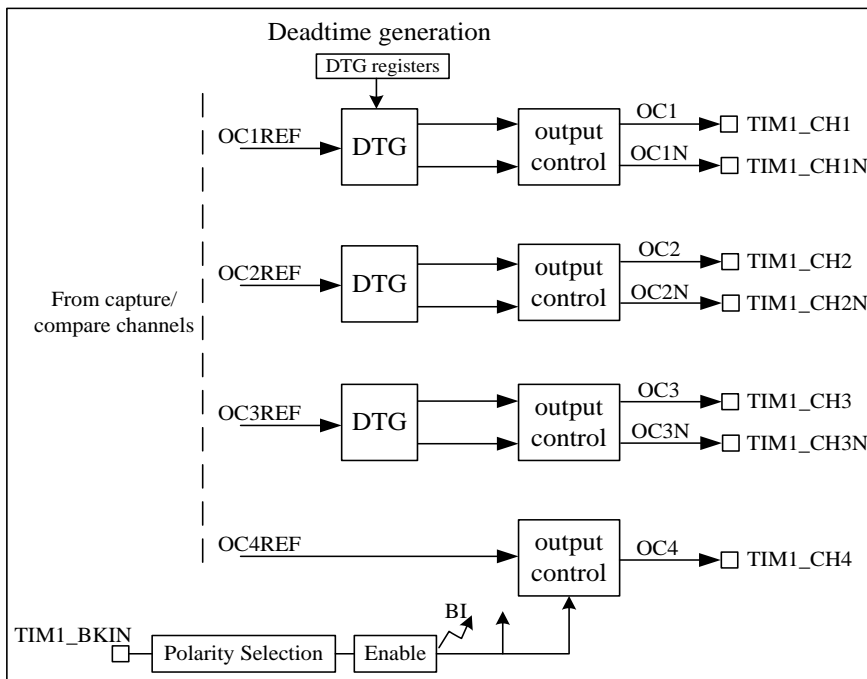 Deadtime generation
DTG registers
OC1REF
DTG
output
control
OC1
TIM1_CH1
OC1N
TIM1_CH1N
OC2REF
DTG
output
control
OC2
TIM1_CH2
OC2N
TIM1_CH2N
From capture/
compare channels
OC3REF
DTG
output
control
OC3
TIM1_CH3
OC3N
TIM1_CH3N
OC4REF
output
control
OC4
TIM1_CH4
BI
TIM1_BKIN
Polarity Selection
Enable